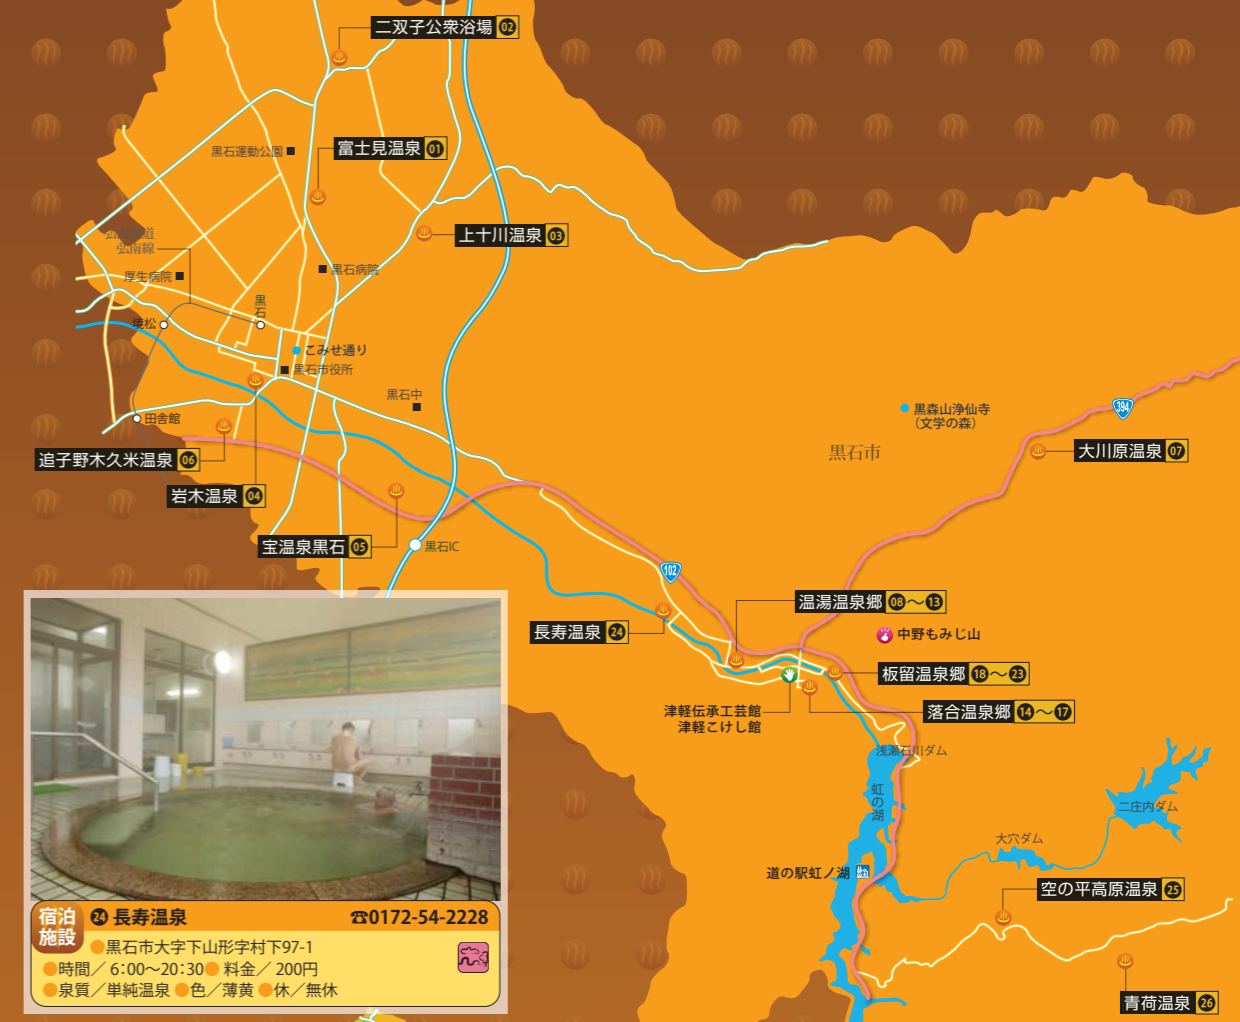 二双子公衆浴場 02
富士見温泉 01
黒石運動公園
上十川温泉 03
弘南鉄道
弘南線
厚生病院
黒石病院
黒石
境松
こみせ通り
黒石市役所
黒石中
田舎館
追子野木久米温泉 06
岩木温泉 04
宝温泉黒石 05
黒石IC
黒森山浄仙寺
（文学の森）
黒石市
394
大川原温泉 07
102
長寿温泉 24
温湯温泉郷 08〜13
中野もみじ山
板留温泉郷 18〜23
落合温泉郷 14〜17
津軽伝承工芸館
津軽こけし館
浅瀬石川ダム
虹の湖
二庄内ダム
大穴ダム
道の駅虹ノ湖
空の平高原温泉 25
青荷温泉 26
宿泊
施設
24 長寿温泉 ☎0172-54-2228
●黒石市大字下山形字村下97-1
●時間／6：00〜20：30●料金／200円
●泉質／単純温泉 ●色／薄黄 ●休／無休